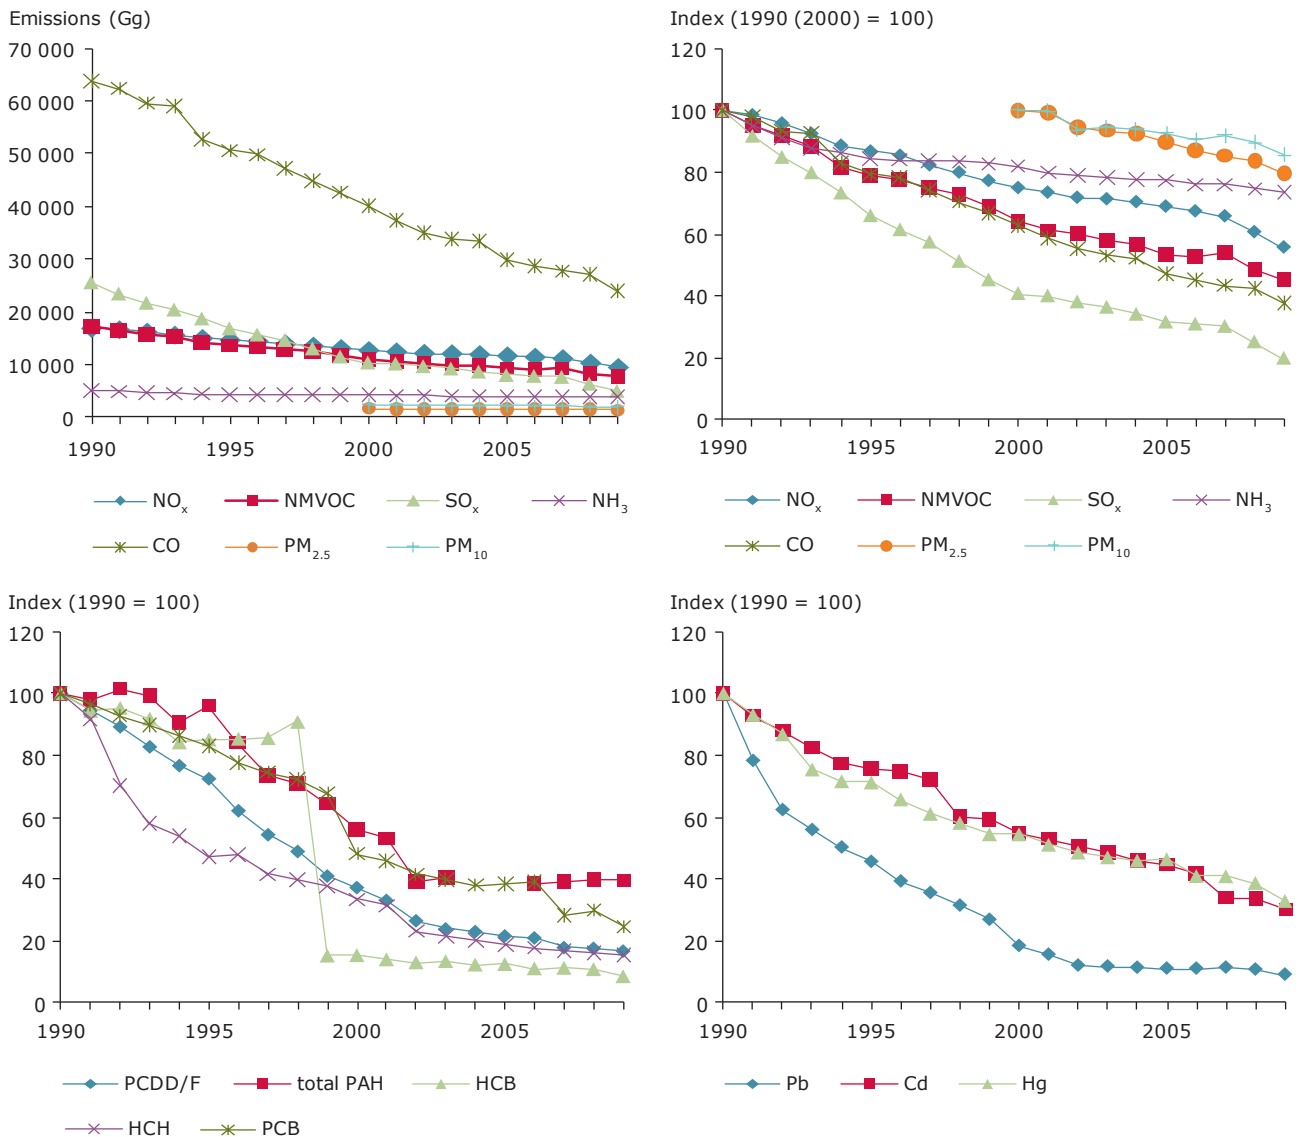 Emissions (Gg)
70 000
60 000
50 000
40 000
30 000
20 000
10 000
0
1990 1995 2000 2005
NOx NMVOC SOx NH3
CO PM2.5 PM10
Index (1990 (2000) = 100)
120
100
80
60
40
20
0
1990 1995 2000 2005
NOx NMVOC SOx NH3
CO PM2.5 PM10
Index (1990 = 100)
120
100
80
60
40
20
0
1990 1995 2000 2005
PCDD/F total PAH HCB
HCH PCB
Index (1990 = 100)
120
100
80
60
40
20
0
1990 1995 2000 2005
Pb Cd Hg